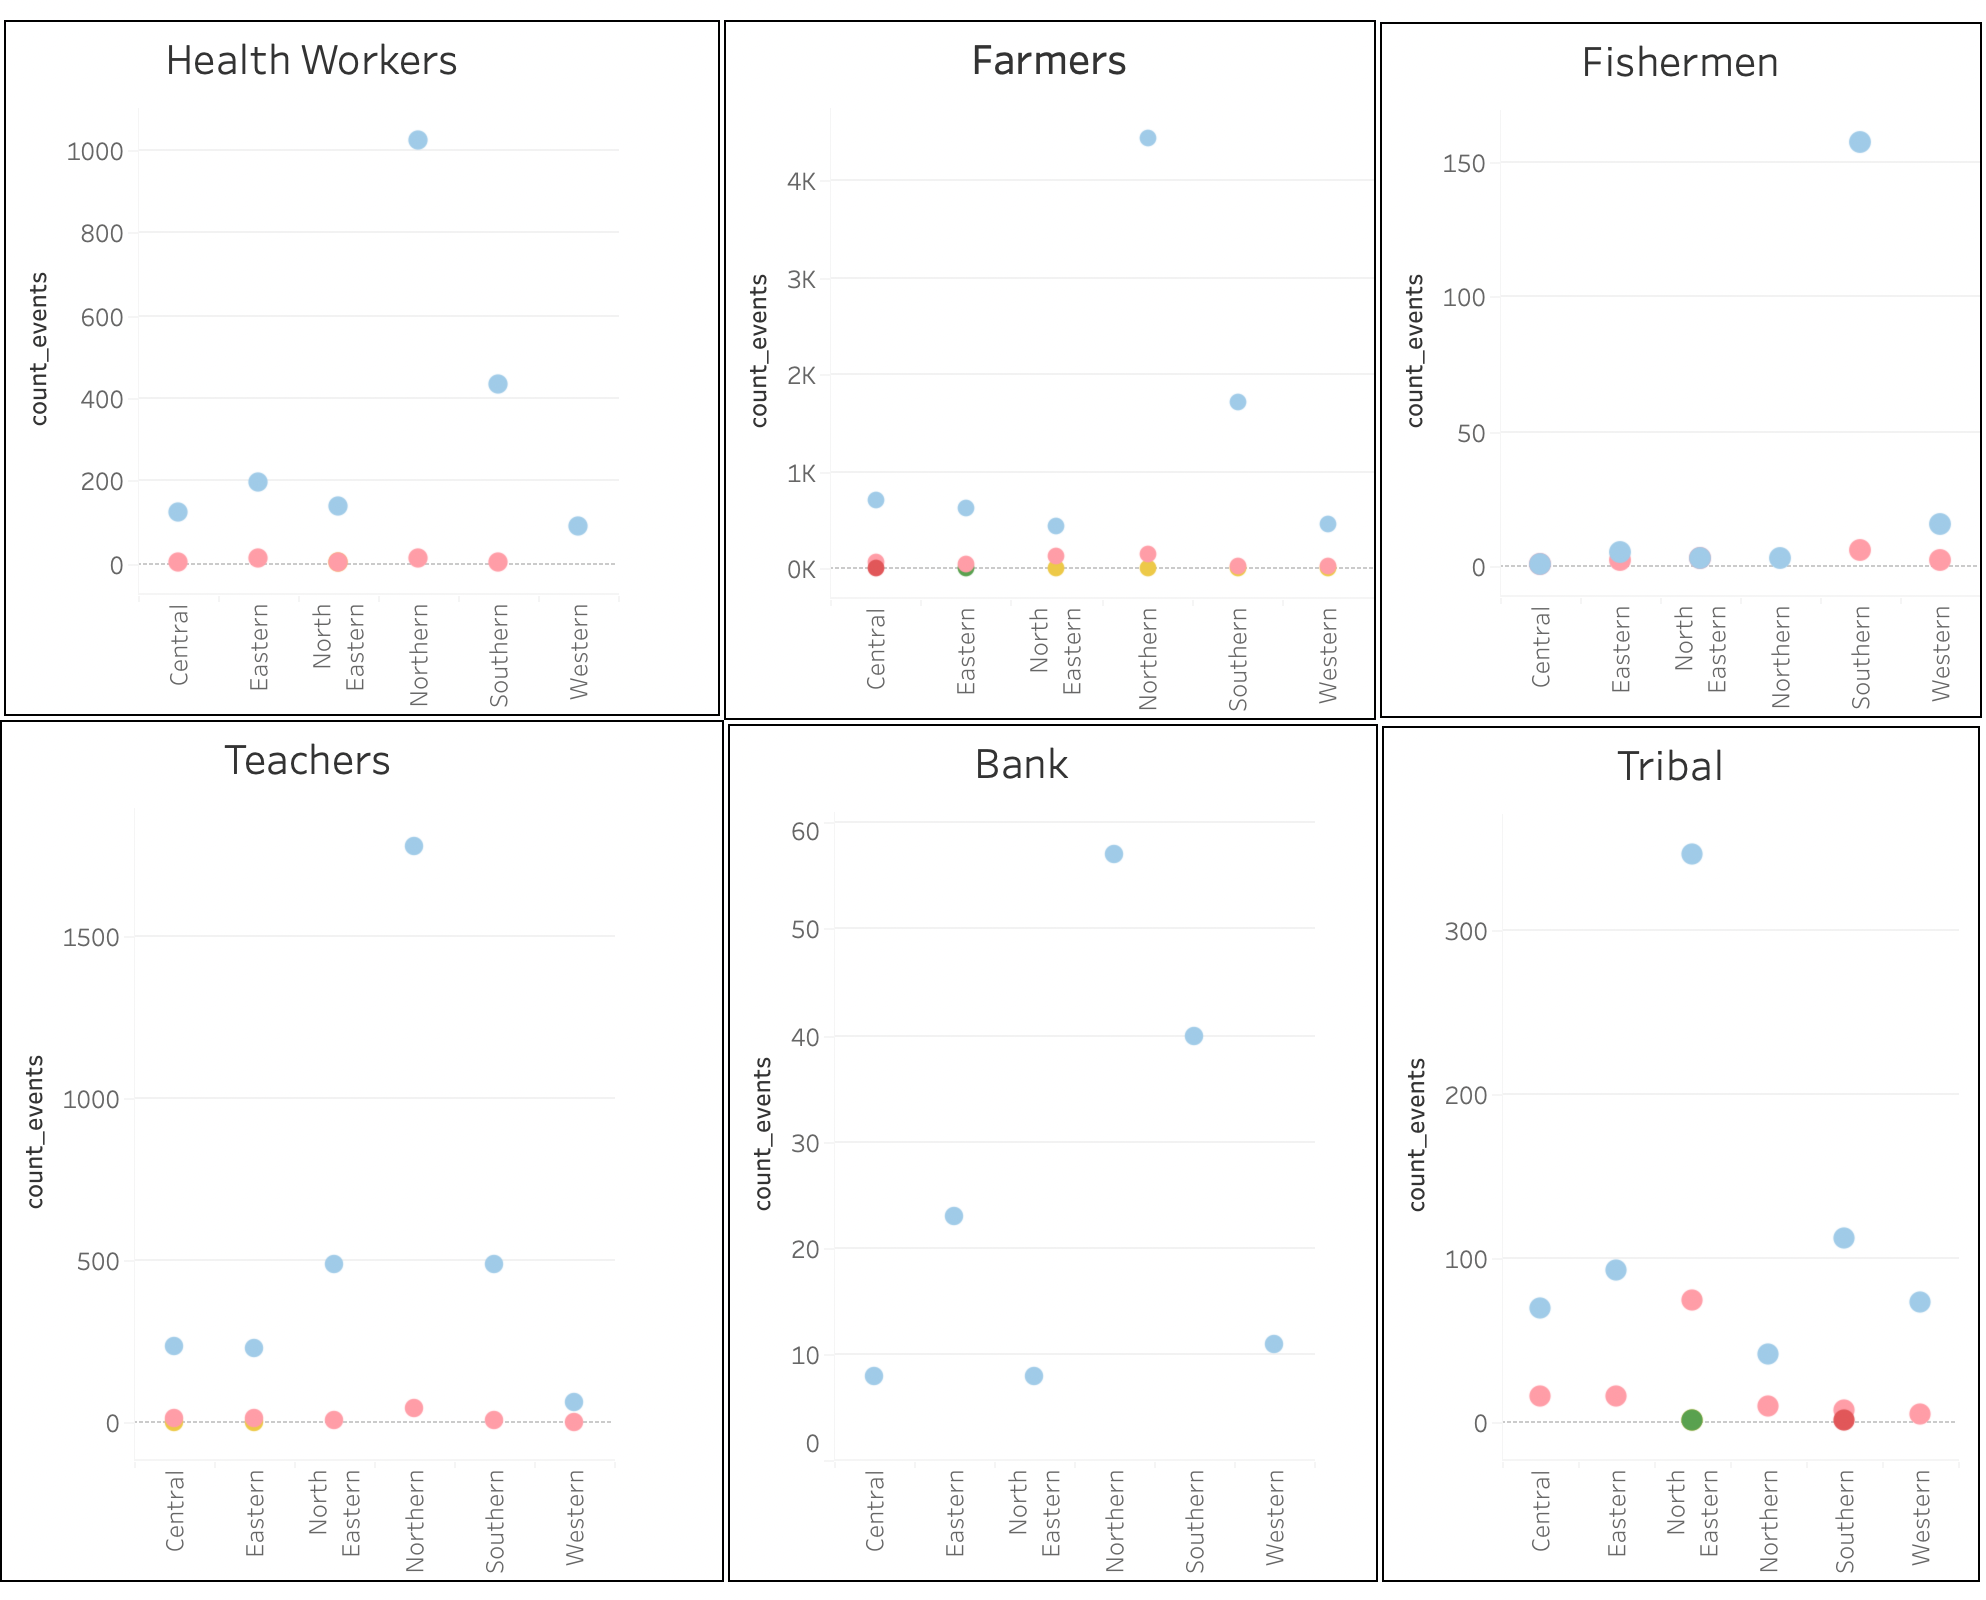 Health Workers
count_events
1000
800
600
400
200
0
Central
Eastern
North
Eastern
Northern
Southern
Western
Farmers
count_events
4K
3K
2K
1K
0K
Central
Eastern
North
Eastern
Northern
Southern
Western
Fishermen
count_events
150
100
50
0
Central
Eastern
North
Eastern
Northern
Southern
Western
Teachers
count_events
1500
1000
500
0
Central
Eastern
North
Eastern
Northern
Southern
Western
Bank
count_events
60
50
40
30
20
10
0
Central
Eastern
North
Eastern
Northern
Southern
Western
Tribal
count_events
300
200
100
0
Central
Eastern
North
Eastern
Northern
Southern
Western